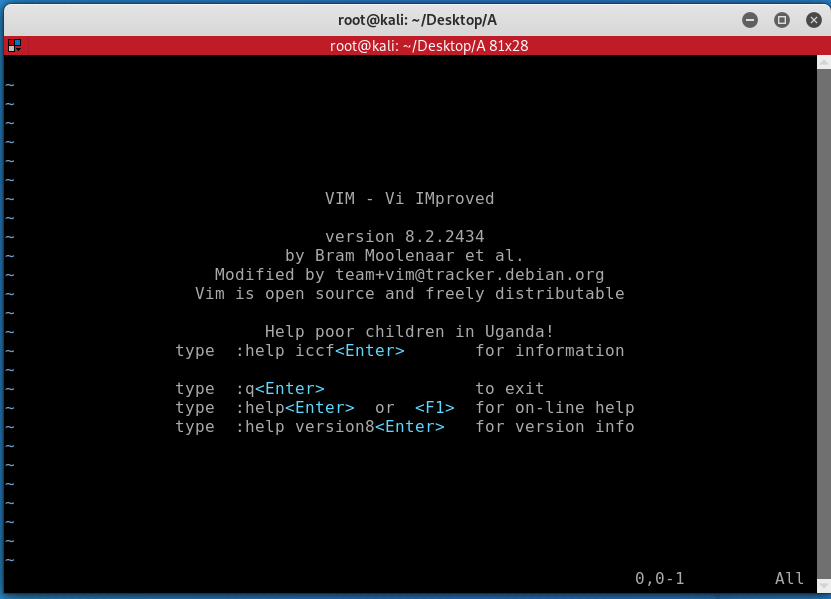 root@kali: ~/Desktop/A
root@kali: ~/Desktop/A 81x28
~
~
~
~
~
~
~ VIM - Vi IMproved
~
~ version 8.2.2434
~ by Bram Moolenaar et al.
~ Modified by team+vim@tracker.debian.org
~ Vim is open source and freely distributable
~
~ Help poor children in Uganda!
~ type :help iccf<Enter> for information
~
~ type :q<Enter> to exit
~ type :help<Enter> or <F1> for on-line help
~ type :help version8<Enter> for version info
~
~
~
~
~
~
~
0,0-1 All